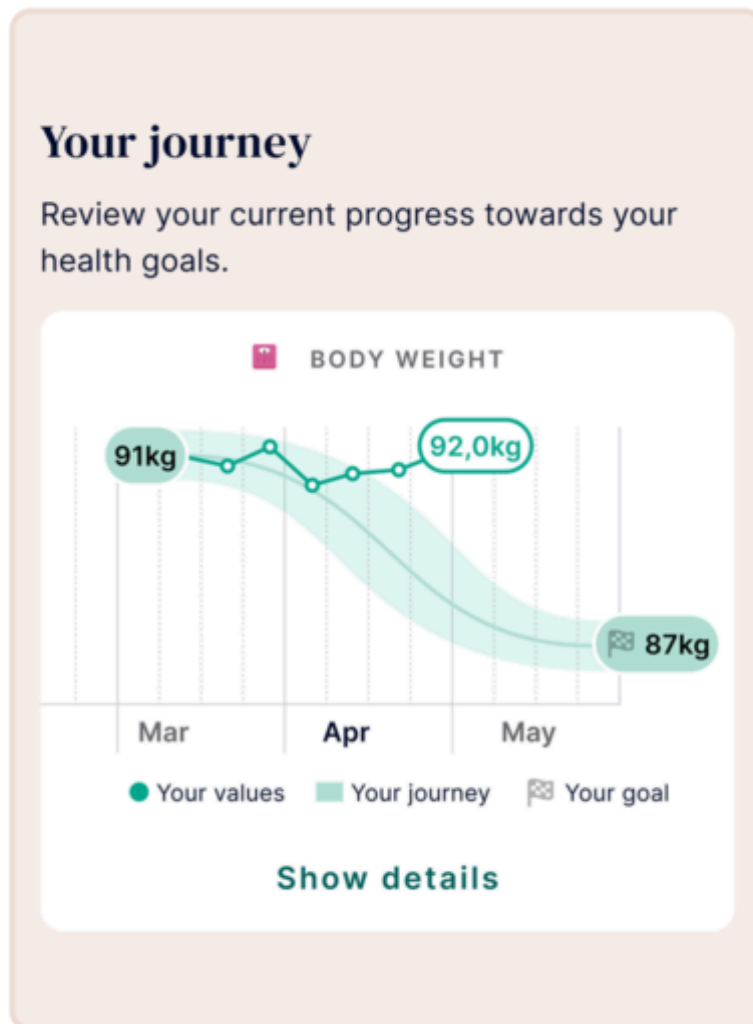 Your journey
Review your current progress towards your
health goals.
BODY WEIGHT
91kg
92,0kg
87kg
Mar Apr May
Your values Your journey Your goal
Show details